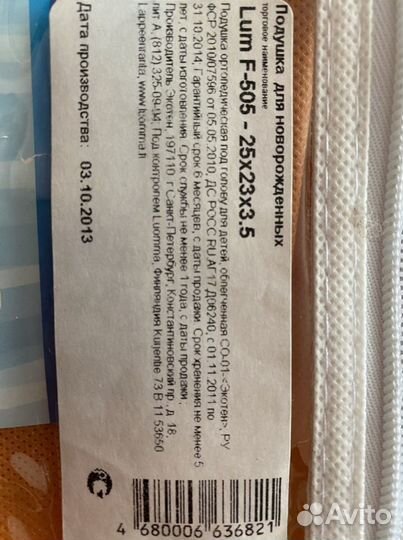 Подушка для новорожденных
торговое наименование
Lum F-505 - 25x23x3.5
Подушка ортопедическая под голову для детей, облегченная СО-01-«Экотен», РУ
ФСР 2010/07596 от 05.05.2010, ДС РОСС RU.АГ17.Д06240, с 01.11.2011 по
31.10.2014, Гарантийный срок 6 месяцев, с даты продажи. Срок хранения не менее 5
лет, с даты изготовления. Срок службы не менее 1 года, с даты продажи,
Производитель: Экотен, 197110, г. Санкт-Петербург, Константиновский пр., д. 18,
лит А, (812) 325-09-04, Под контролем Luomma, Финляндия Kuijentie 73 B 11 53650
Lappeenranta, www.luomma.fi
Дата производства: 03.10.2013
4 680006 636821
Avito